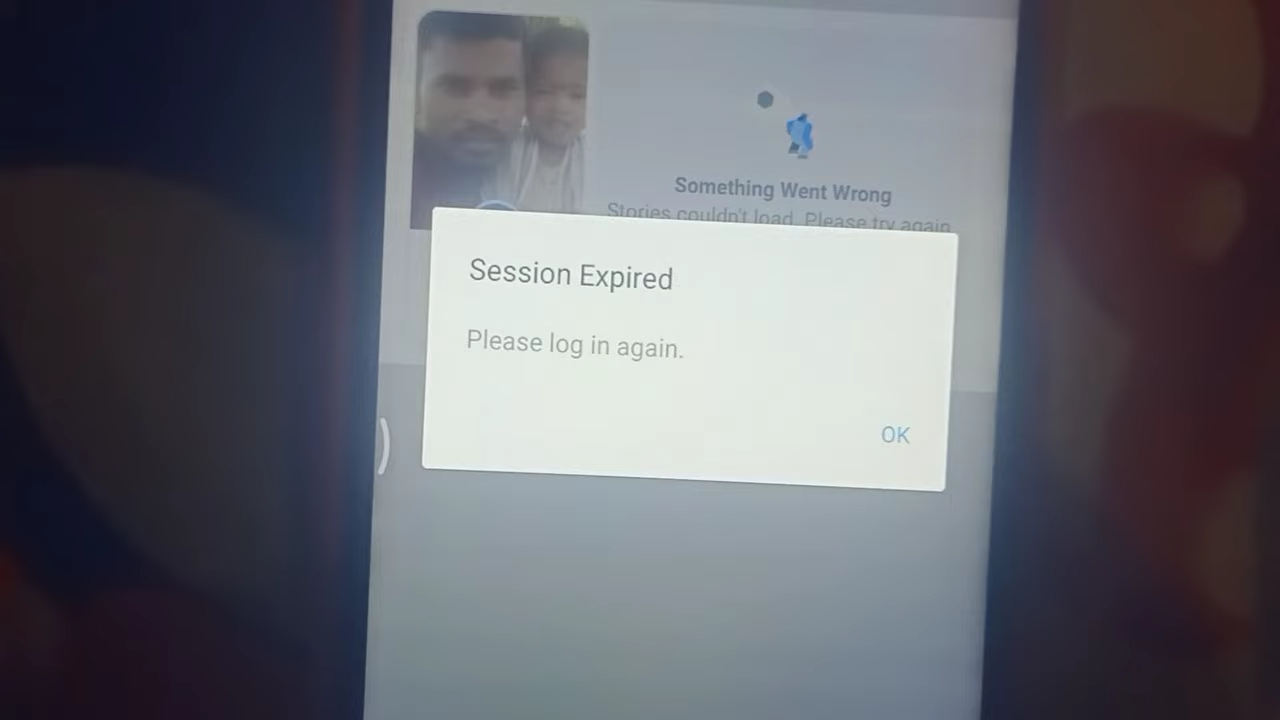 Something Went Wrong
Stories couldn't load. Please try again
Session Expired
Please log in again.
OK